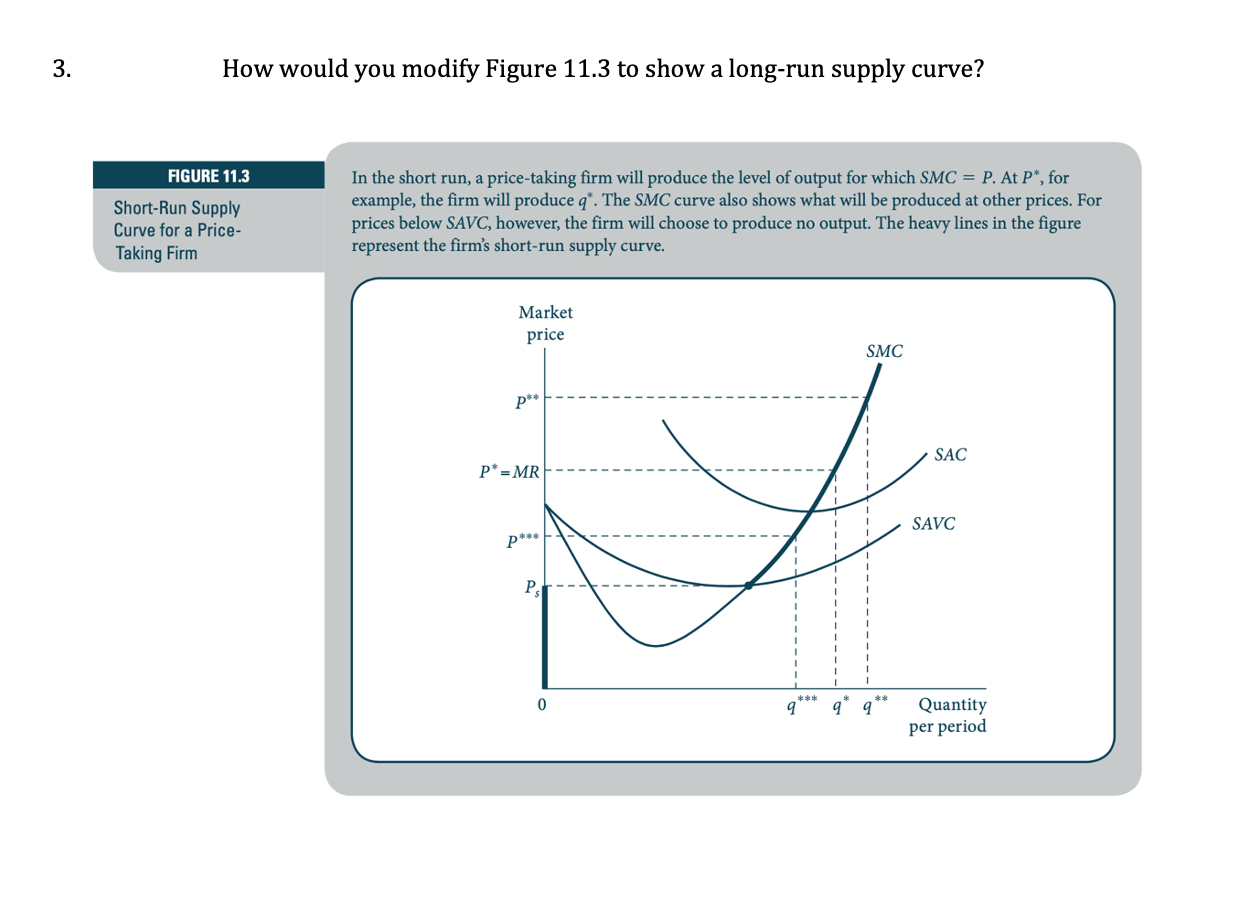 3. How would you modify Figure 11.3 to show a long-run supply curve?
FIGURE 11.3
Short-Run Supply
Curve for a Price-
Taking Firm
In the short run, a price-taking firm will produce the level of output for which SMC = P. At P*, for
example, the firm will produce q*. The SMC curve also shows what will be produced at other prices. For
prices below SAVC, however, the firm will choose to produce no output. The heavy lines in the figure
represent the firm's short-run supply curve.
Market
price
SMC
P**
SAC
P* = MR
SAVC
P***
Ps
0
q*** q* q** Quantity
per period